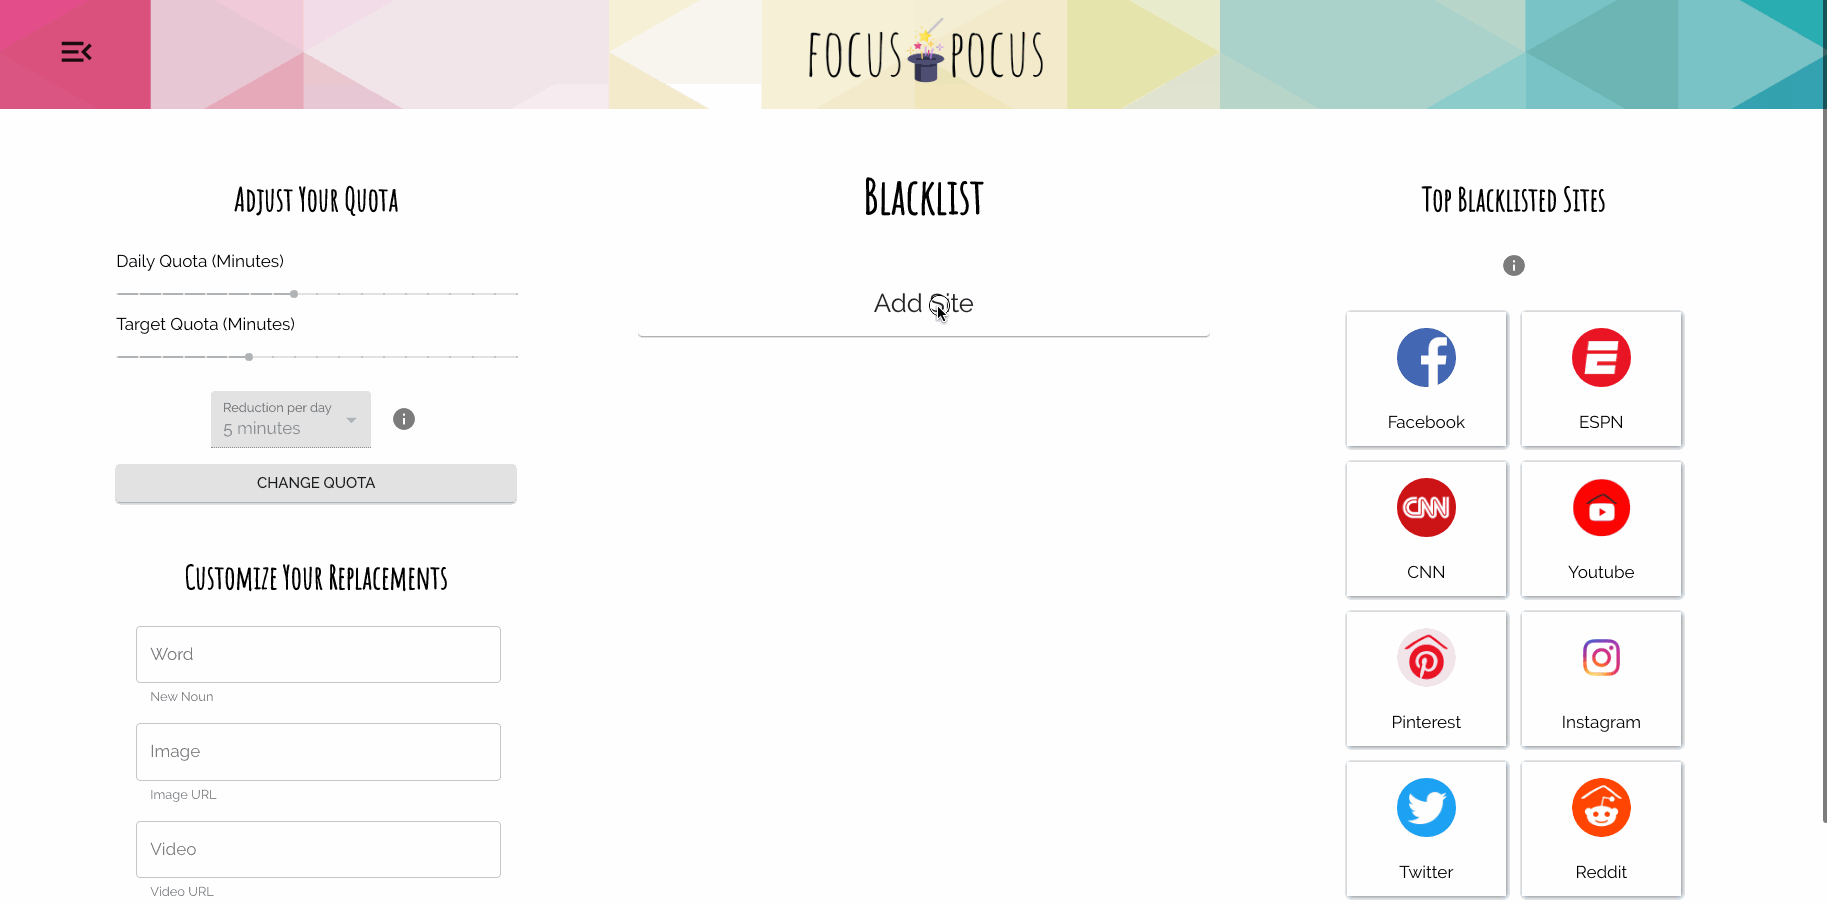 FOCUS POCUS
Adjust Your Quota
Daily Quota (Minutes)
Target Quota (Minutes)
Reduction per day
5 minutes
CHANGE QUOTA
Customize Your Replacements
Word
New Noun
Image
Image URL
Video
Video URL
Blacklist
Add Site
Top Blacklisted Sites
Facebook
ESPN
CNN
CNN
Youtube
Pinterest
Instagram
Twitter
Reddit